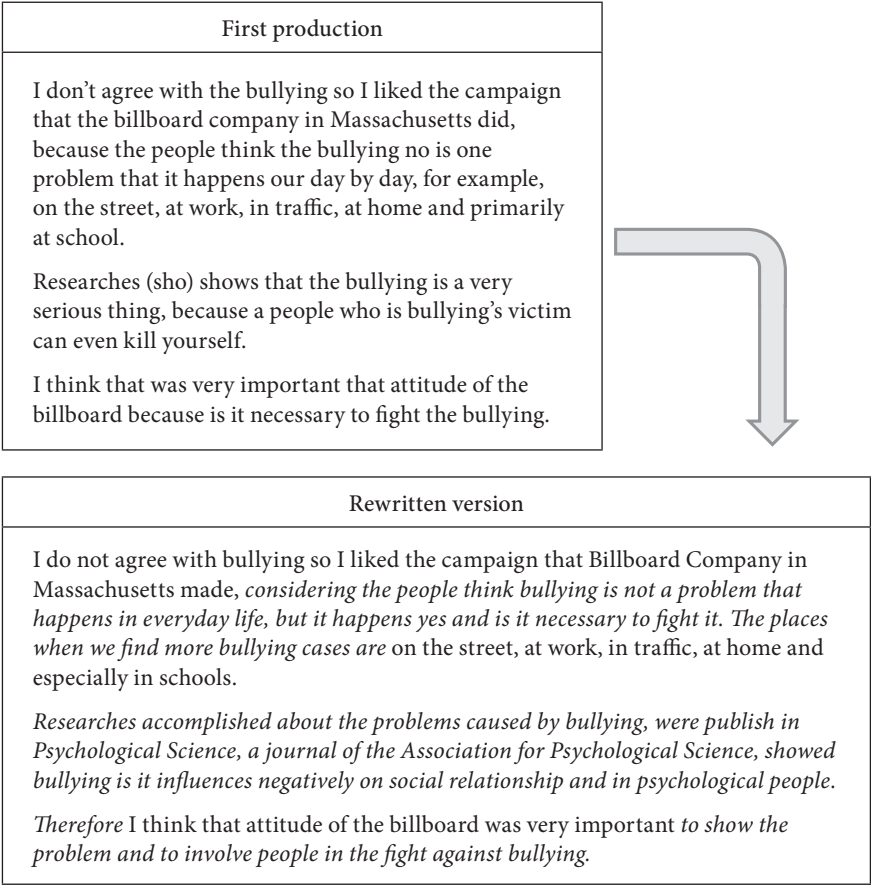 First production
I don’t agree with the bullying so I liked the campaign
that the billboard company in Massachusetts did,
because the people think the bullying no is one
problem that it happens our day by day, for example,
on the street, at work, in traffic, at home and primarily
at school.
Researches (sho) shows that the bullying is a very
serious thing, because a people who is bullying’s victim
can even kill yourself.
I think that was very important that attitude of the
billboard because is it necessary to fight the bullying.
Rewritten version
I do not agree with bullying so I liked the campaign that Billboard Company in
Massachusetts made, considering the people think bullying is not a problem that
happens in everyday life, but it happens yes and is it necessary to fight it. The places
when we find more bullying cases are on the street, at work, in traffic, at home and
especially in schools.
Researches accomplished about the problems caused by bullying, were publish in
Psychological Science, a journal of the Association for Psychological Science, showed
bullying is it influences negatively on social relationship and in psychological people.
Therefore I think that attitude of the billboard was very important to show the
problem and to involve people in the fight against bullying.